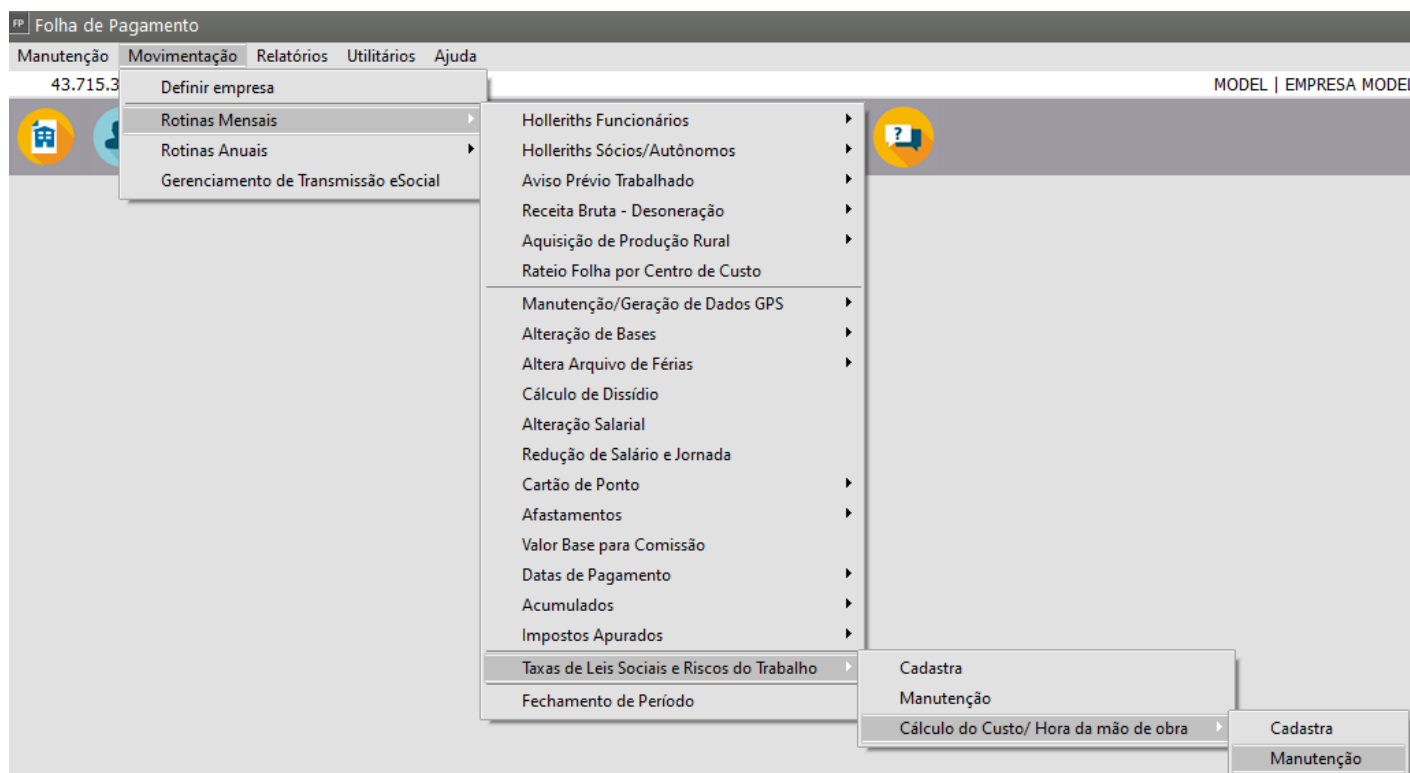 FP Folha de Pagamento
Manutenção Movimentação Relatórios Utilitários Ajuda
43.715.3
MODEL | EMPRESA MODEL
Definir empresa
Rotinas Mensais
Rotinas Anuais
Gerenciamento de Transmissão eSocial
Holleriths Funcionários
Holleriths Sócios/Autônomos
Aviso Prévio Trabalhado
Receita Bruta - Desoneração
Aquisição de Produção Rural
Rateio Folha por Centro de Custo
Manutenção/Geração de Dados GPS
Alteração de Bases
Altera Arquivo de Férias
Cálculo de Dissídio
Alteração Salarial
Redução de Salário e Jornada
Cartão de Ponto
Afastamentos
Valor Base para Comissão
Datas de Pagamento
Acumulados
Impostos Apurados
Taxas de Leis Sociais e Riscos do Trabalho
Fechamento de Período
Cadastra
Manutenção
Cálculo do Custo/ Hora da mão de obra
Cadastra
Manutenção